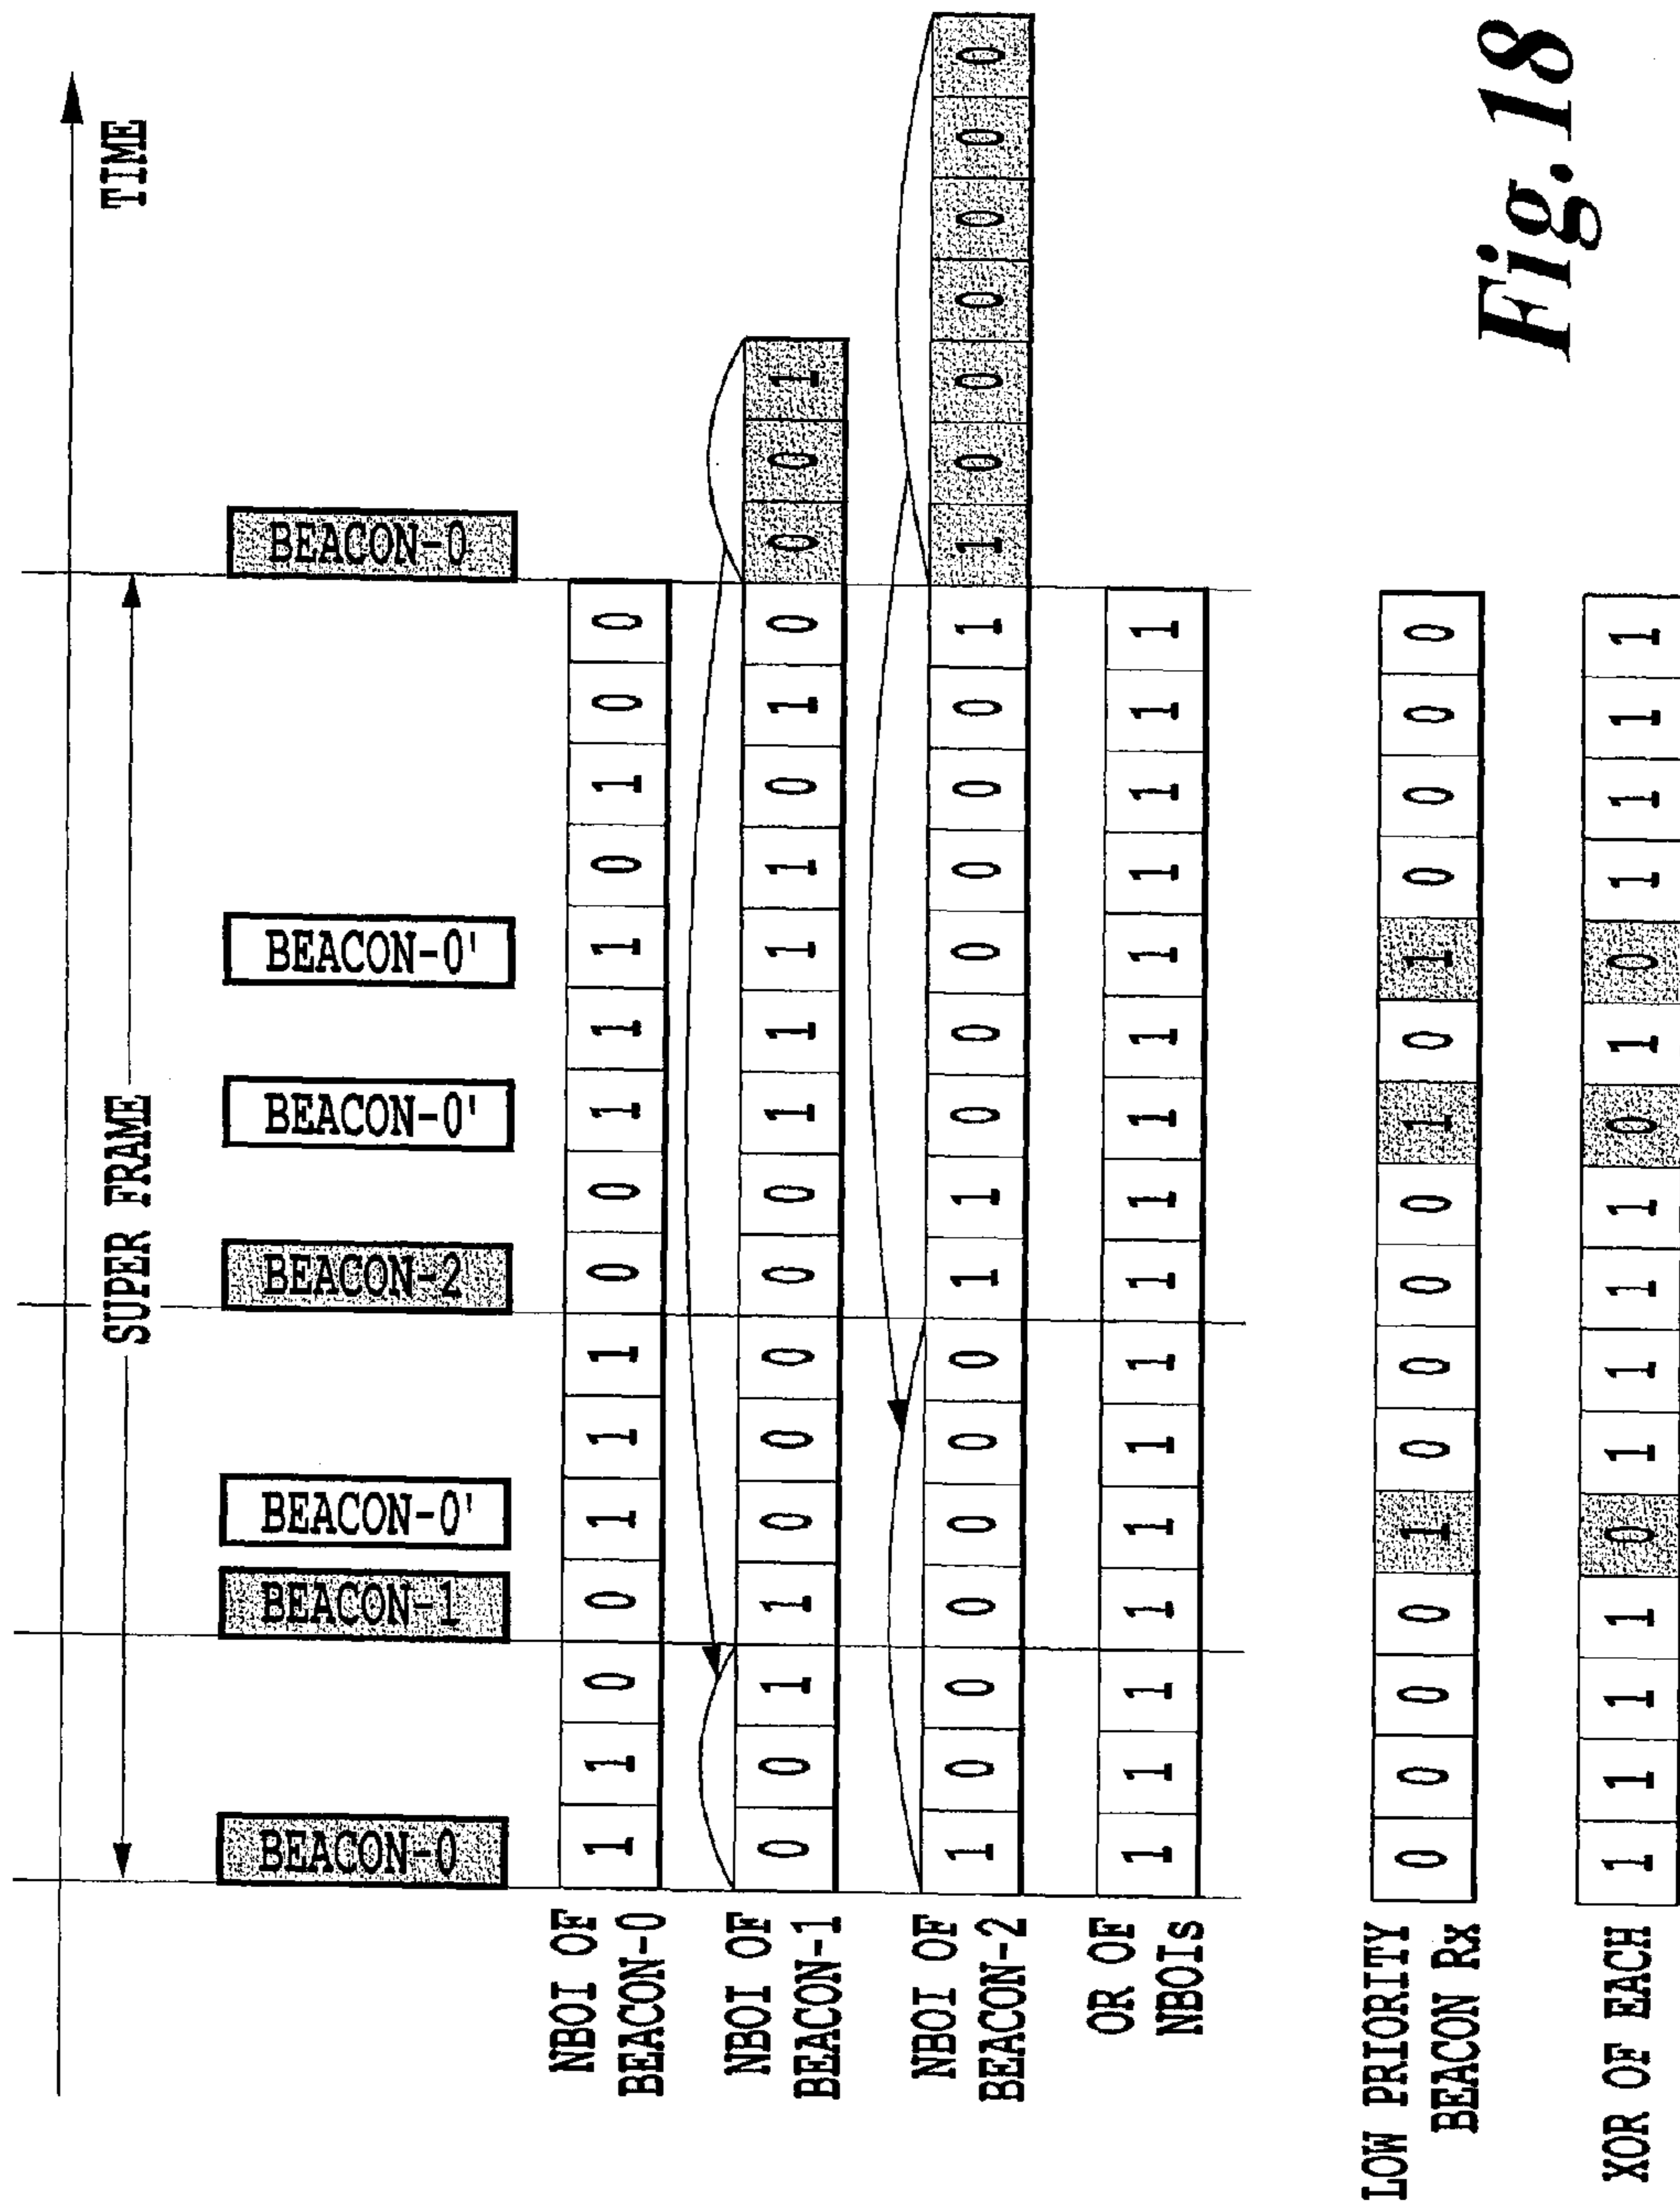 TIME
SUPER FRAME
BEACON-0 BEACON-1 BEACON-0' BEACON-2 BEACON-0' BEACON-0' BEACON-0
NBOI OF
BEACON-0
1 1 0 0 1 1 1 0 0 1 1 1 0 1 0 0
NBOI OF
BEACON-1
0 0 1 1 0 0 0 0 0 1 1 1 1 0 1 0 0 0 1
NBOI OF
BEACON-2
1 0 0 0 0 0 0 1 1 0 0 0 0 0 0 1 1 0 0 0 0 0 0
OR OF
NBOIs
1 1 1 1 1 1 1 1 1 1 1 1 1 1 1 1
LOW PRIORITY
BEACON Rx
0 0 0 0 1 0 0 0 0 1 0 1 0 0 0 0
XOR OF EACH
1 1 1 1 0 1 1 1 1 0 1 0 1 1 1 1
Fig.18